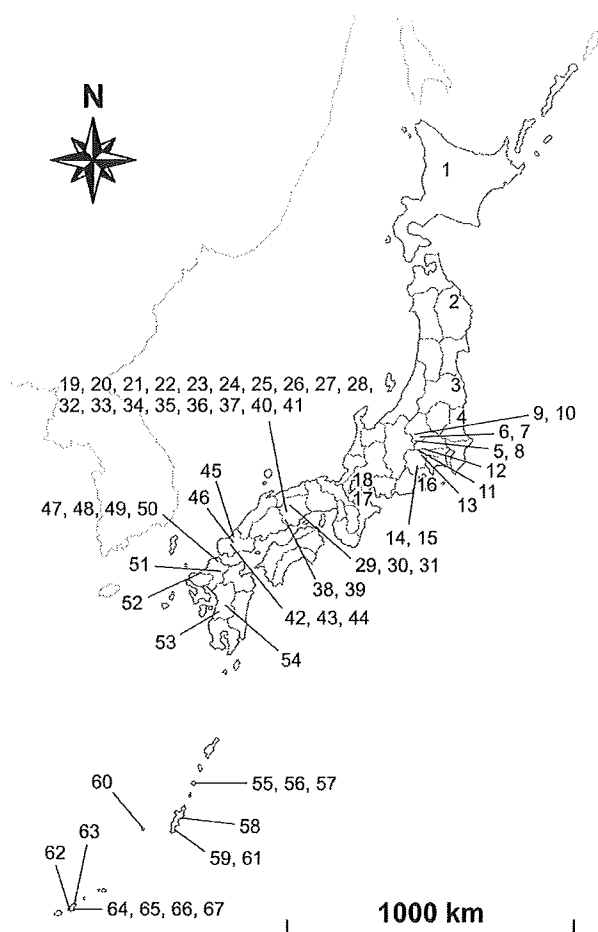 N
1
2
19, 20, 21, 22, 23, 24, 25, 26, 27, 28,
32, 33, 34, 35, 36, 37, 40, 41
3
4
9, 10
6, 7
5, 8
12
11
13
16
18
17
14, 15
45
46
47, 48, 49, 50
29, 30, 31
51
38, 39
52
42, 43, 44
53
54
55, 56, 57
60
58
63
59, 61
62
64, 65, 66, 67
1000 km